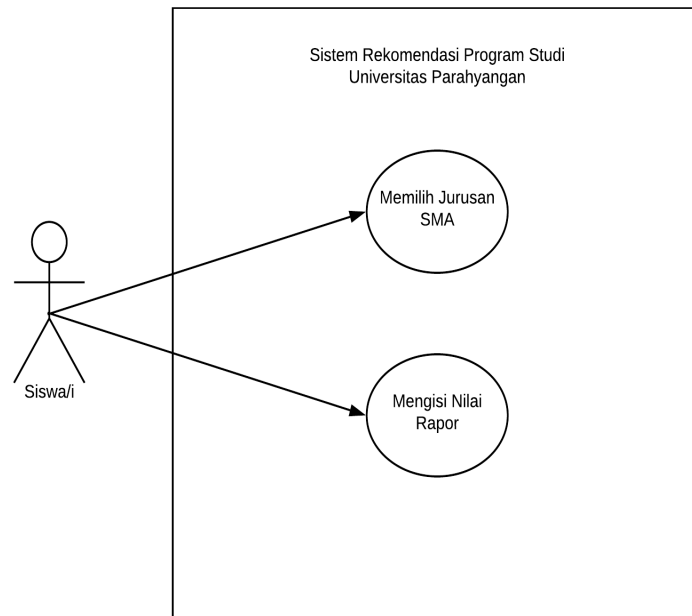 Sistem Rekomendasi Program Studi
Universitas Parahyangan
Memilih Jurusan
SMA
Siswa/i
Mengisi Nilai
Rapor